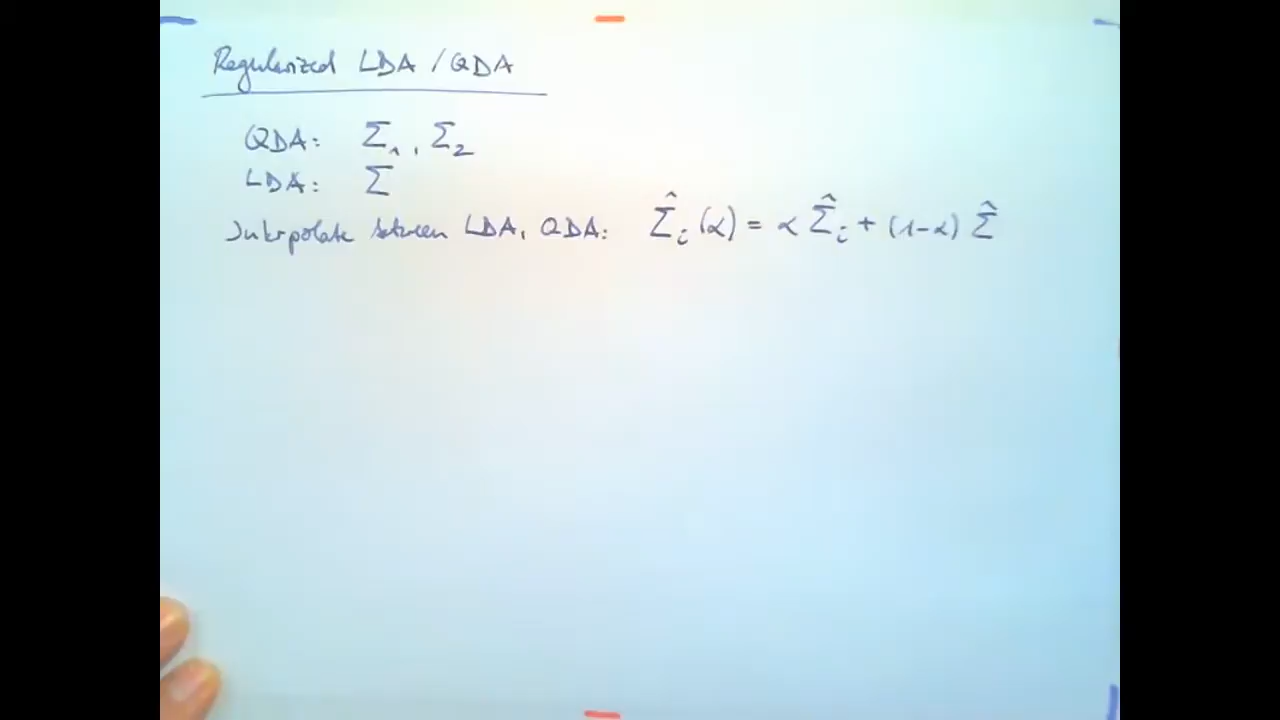 Regularized LDA / QDA
QDA: Σ₁, Σ₂
LDA: Σ
Interpolate between LDA, QDA: Σ̂ᵢ(α) = α Σ̂ᵢ + (1-α) Σ̂